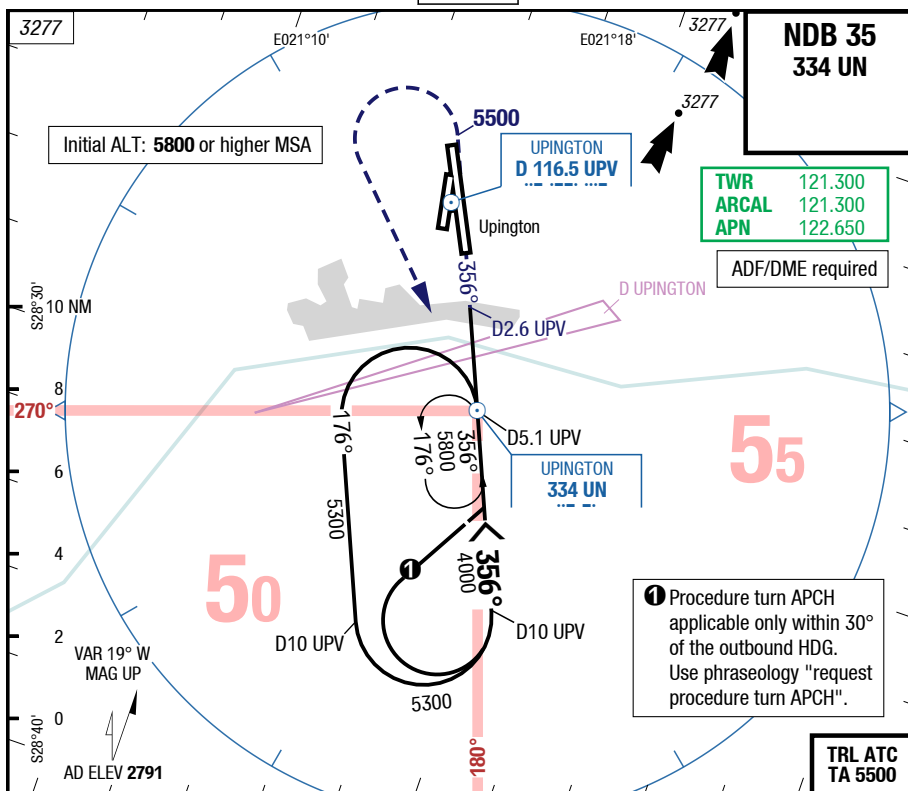 3277
E021°10'
E021°18'
3277
NDB 35
334 UN
3277
5500
Initial ALT: 5800 or higher MSA
UPINGTON
D 116.5 UPV
TWR 121.300
ARCAL 121.300
APN 122.650
Upington
ADF/DME required
356°
D UPINGTON
S28°30'
10 NM
D2.6 UPV
8
270°
176°
356°
5800
176°
D5.1 UPV
55
6
UPINGTON
334 UN
5300
4
50
1
356°
4000
1 Procedure turn APCH
applicable only within 30°
of the outbound HDG.
Use phraseology "request
procedure turn APCH".
2
D10 UPV
D10 UPV
VAR 19° W
MAG UP
5300
0
S28°40'
180°
AD ELEV 2791
TRL ATC
TA 5500